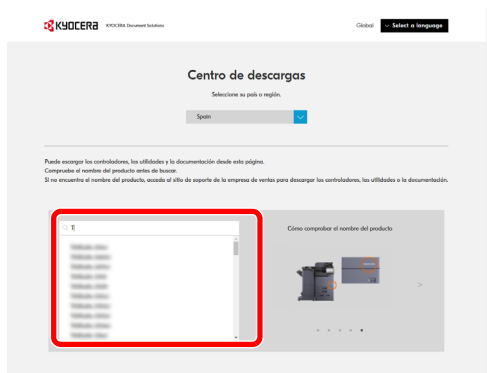 KYOCERA KYOCERA Document Solutions
Global Select a language
Centro de descargas
Seleccione su país o región.
Spain
Puede escargar los controladores, las utilidades y la documentación desde esta página.
Compruebe el nombre del producto antes de buscar.
Si no encuentra el nombre del producto, acceda al sitio de soporte de la empresa de ventas para descargar los controladores, las utilidades o la documentación.
T
Cómo comprobar el nombre del producto